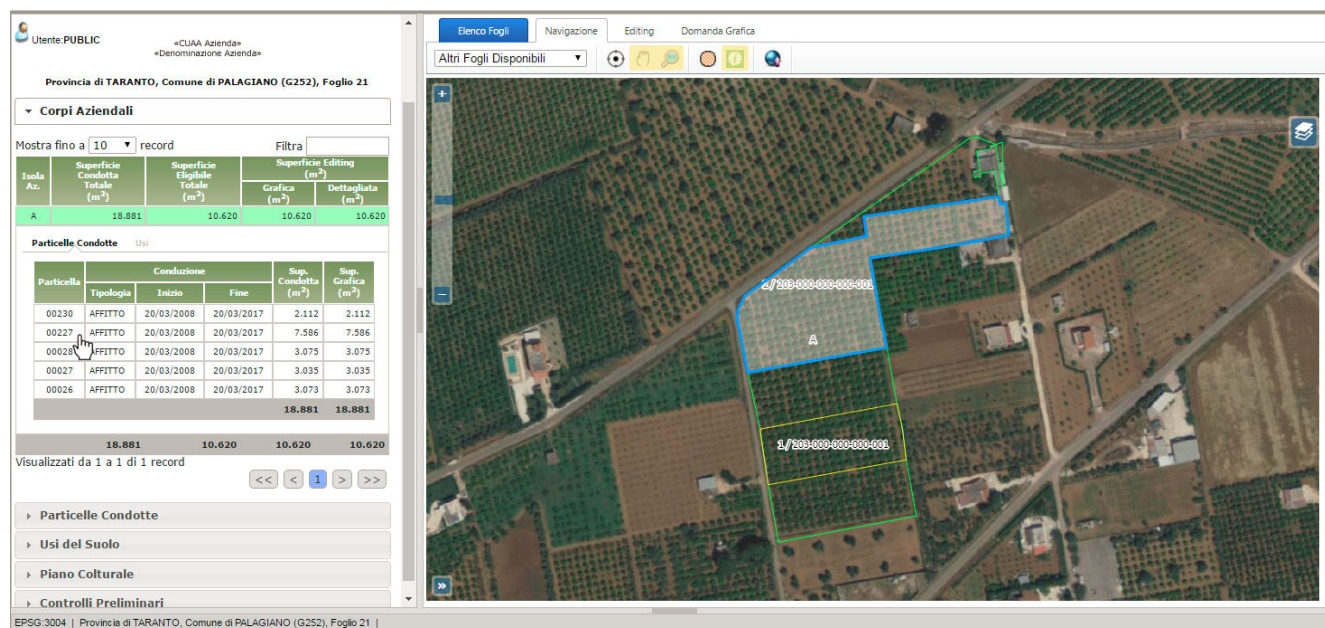 Utente:PUBLIC
«CUAA Azienda»
«Denominazione Azienda»
Provincia di TARANTO, Comune di PALAGIANO (G252), Foglio 21
Corpi Aziendali
Mostra fino a 10 record Filtra
Isola Az. Superficie Condotta Totale (m²) Superficie Eligibile Totale (m²) Superficie Editing (m²)
Grafica (m²) Dettagliata (m²)
A 18.881 10.620 10.620 10.620
Particelle Condotte Usi
Particella Conduzione Sup. Condotta (m²) Sup. Grafica (m²)
Tipologia Inizio Fine
00230 AFFITTO 20/03/2008 20/03/2017 2.112 2.112
00227 AFFITTO 20/03/2008 20/03/2017 7.586 7.586
00028 AFFITTO 20/03/2008 20/03/2017 3.075 3.075
00027 AFFITTO 20/03/2008 20/03/2017 3.035 3.035
00026 AFFITTO 20/03/2008 20/03/2017 3.073 3.073
18.881 18.881
18.881 10.620 10.620 10.620
Visualizzati da 1 a 1 di 1 record
<< < 1 > >>
Particelle Condotte
Usi del Suolo
Piano Colturale
Controlli Preliminari
Elenco Fogli Navigazione Editing Domanda Grafica
Altri Fogli Disponibili
+
2 / 203-000-000-000-001
A
1 / 203-000-000-000-001
»
EPSG:3004 | Provincia di TARANTO, Comune di PALAGIANO (G252), Foglio 21 |